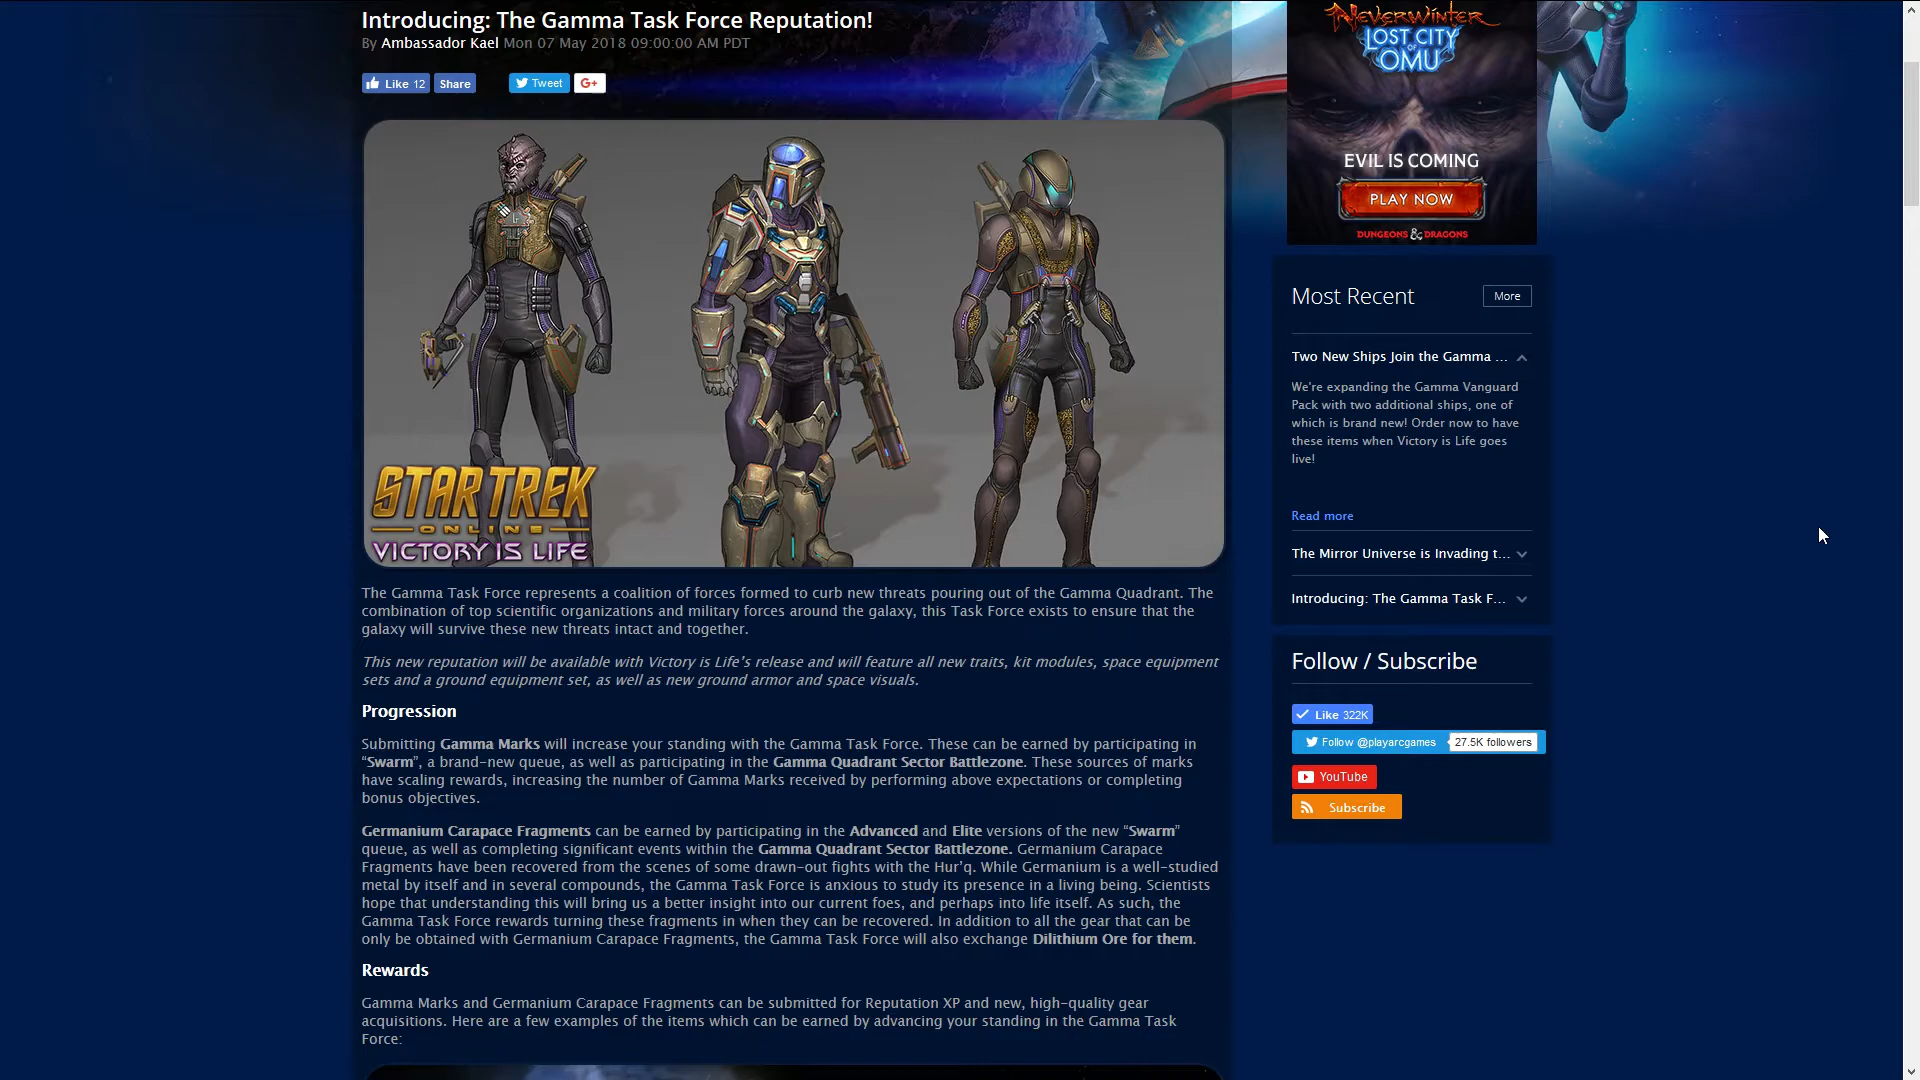 Introducing: The Gamma Task Force Reputation!
By Ambassador Kael Mon 07 May 2018 09:00:00 AM PDT
Like 12 Share Tweet G+
STAR TREK
ONLINE
VICTORY IS LIFE
The Gamma Task Force represents a coalition of forces formed to curb new threats pouring out of the Gamma Quadrant. The
combination of top scientific organizations and military forces around the galaxy, this Task Force exists to ensure that the
galaxy will survive these new threats intact and together.
This new reputation will be available with Victory is Life’s release and will feature all new traits, kit modules, space equipment
sets and a ground equipment set, as well as new ground armor and space visuals.
Progression
Submitting Gamma Marks will increase your standing with the Gamma Task Force. These can be earned by participating in
“Swarm”, a brand-new queue, as well as participating in the Gamma Quadrant Sector Battlezone. These sources of marks
have scaling rewards, increasing the number of Gamma Marks received by performing above expectations or completing
bonus objectives.
Germanium Carapace Fragments can be earned by participating in the Advanced and Elite versions of the new “Swarm”
queue, as well as completing significant events within the Gamma Quadrant Sector Battlezone. Germanium Carapace
Fragments have been recovered from the scenes of some drawn-out fights with the Hur’q. While Germanium is a well-studied
metal by itself and in several compounds, the Gamma Task Force is anxious to study its presence in a living being. Scientists
hope that understanding this will bring us a better insight into our current foes, and perhaps into life itself. As such, the
Gamma Task Force rewards turning these fragments in when they can be recovered. In addition to all the gear that can be
only be obtained with Germanium Carapace Fragments, the Gamma Task Force will also exchange Dilithium Ore for them.
Rewards
Gamma Marks and Germanium Carapace Fragments can be submitted for Reputation XP and new, high-quality gear
acquisitions. Here are a few examples of the items which can be earned by advancing your standing in the Gamma Task
Force:
NEVERWINTER
LOST CITY
OF
OMU
EVIL IS COMING
PLAY NOW
DUNGEONS & DRAGONS
Most Recent More
Two New Ships Join the Gamma ...
We're expanding the Gamma Vanguard
Pack with two additional ships, one of
which is brand new! Order now to have
these items when Victory is Life goes
live!
Read more
The Mirror Universe is Invading t...
Introducing: The Gamma Task F...
Follow / Subscribe
Like 322K
Follow @playarcgames 27.5K followers
YouTube
Subscribe